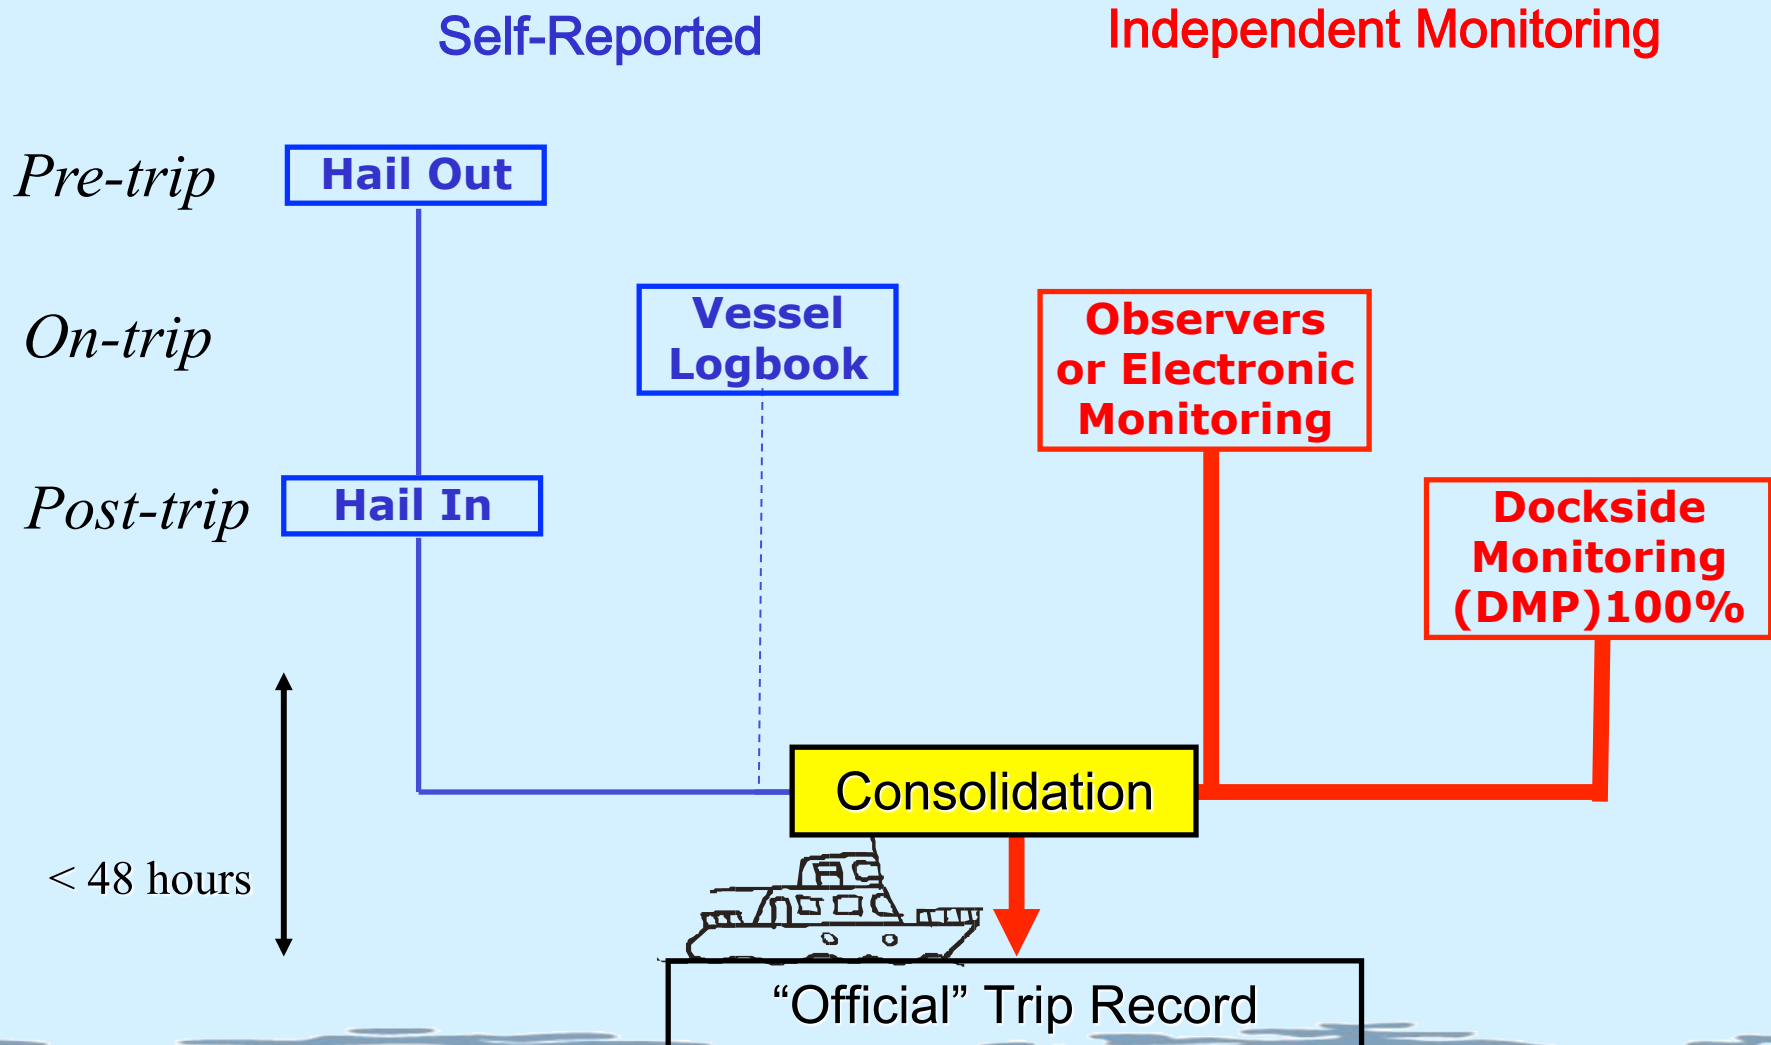 Self-Reported
Independent Monitoring
Pre-trip
Hail Out
On-trip
Vessel
Logbook
Observers
or Electronic
Monitoring
Post-trip
Hail In
Dockside
Monitoring
(DMP)100%
Consolidation
< 48 hours
“Official” Trip Record